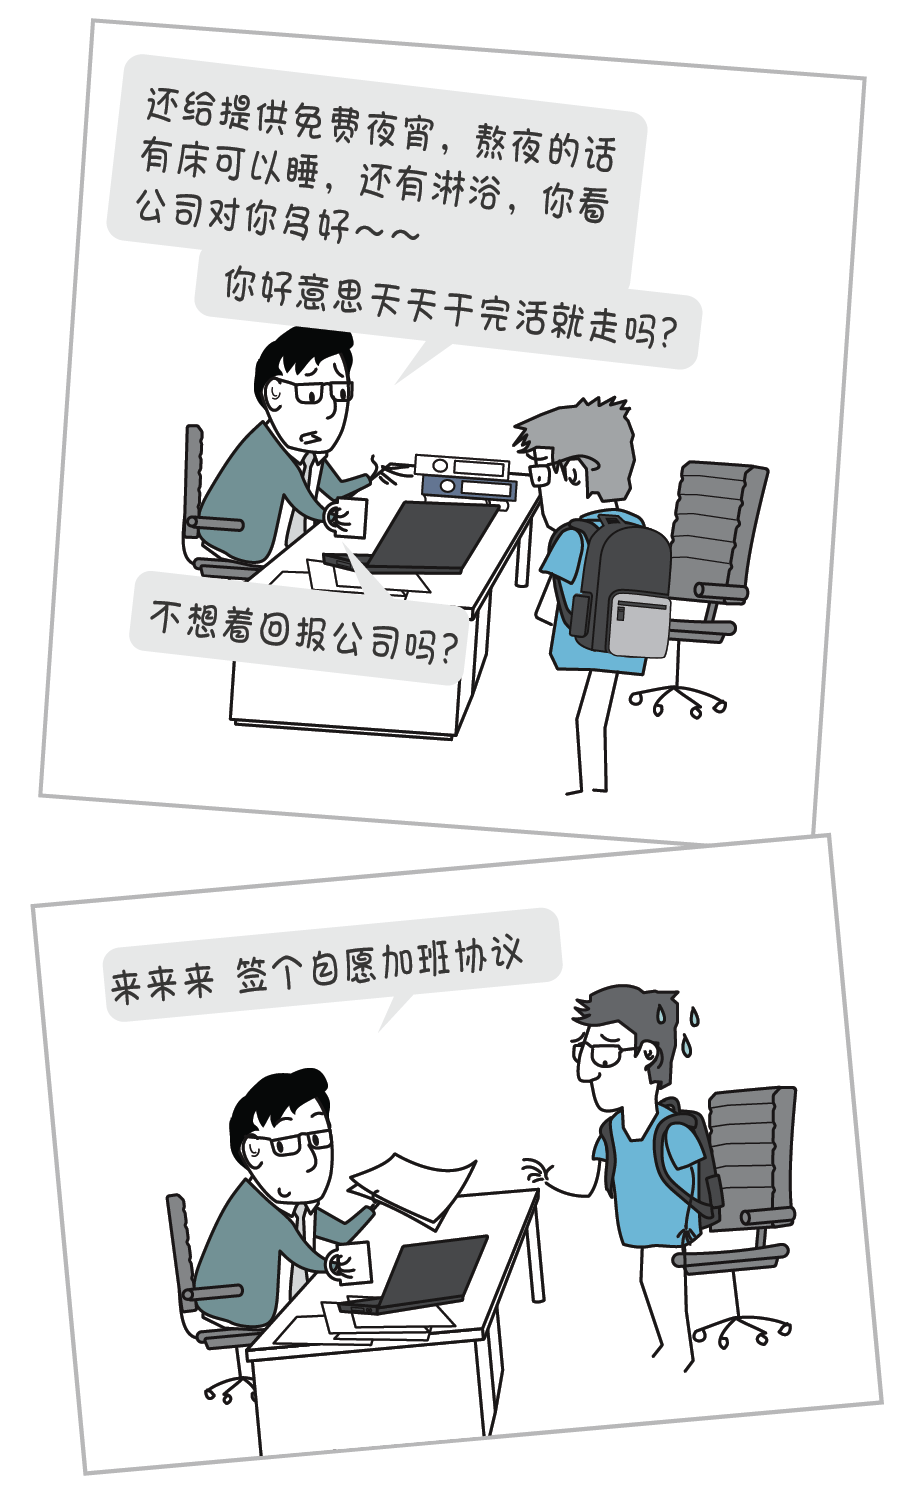 还给提供免费夜宵，熬夜的话
有床可以睡，还有淋浴，你看
公司对你多好～～
你好意思天天干完活就走吗?
不想着回报公司吗?
来来来 签个自愿加班协议